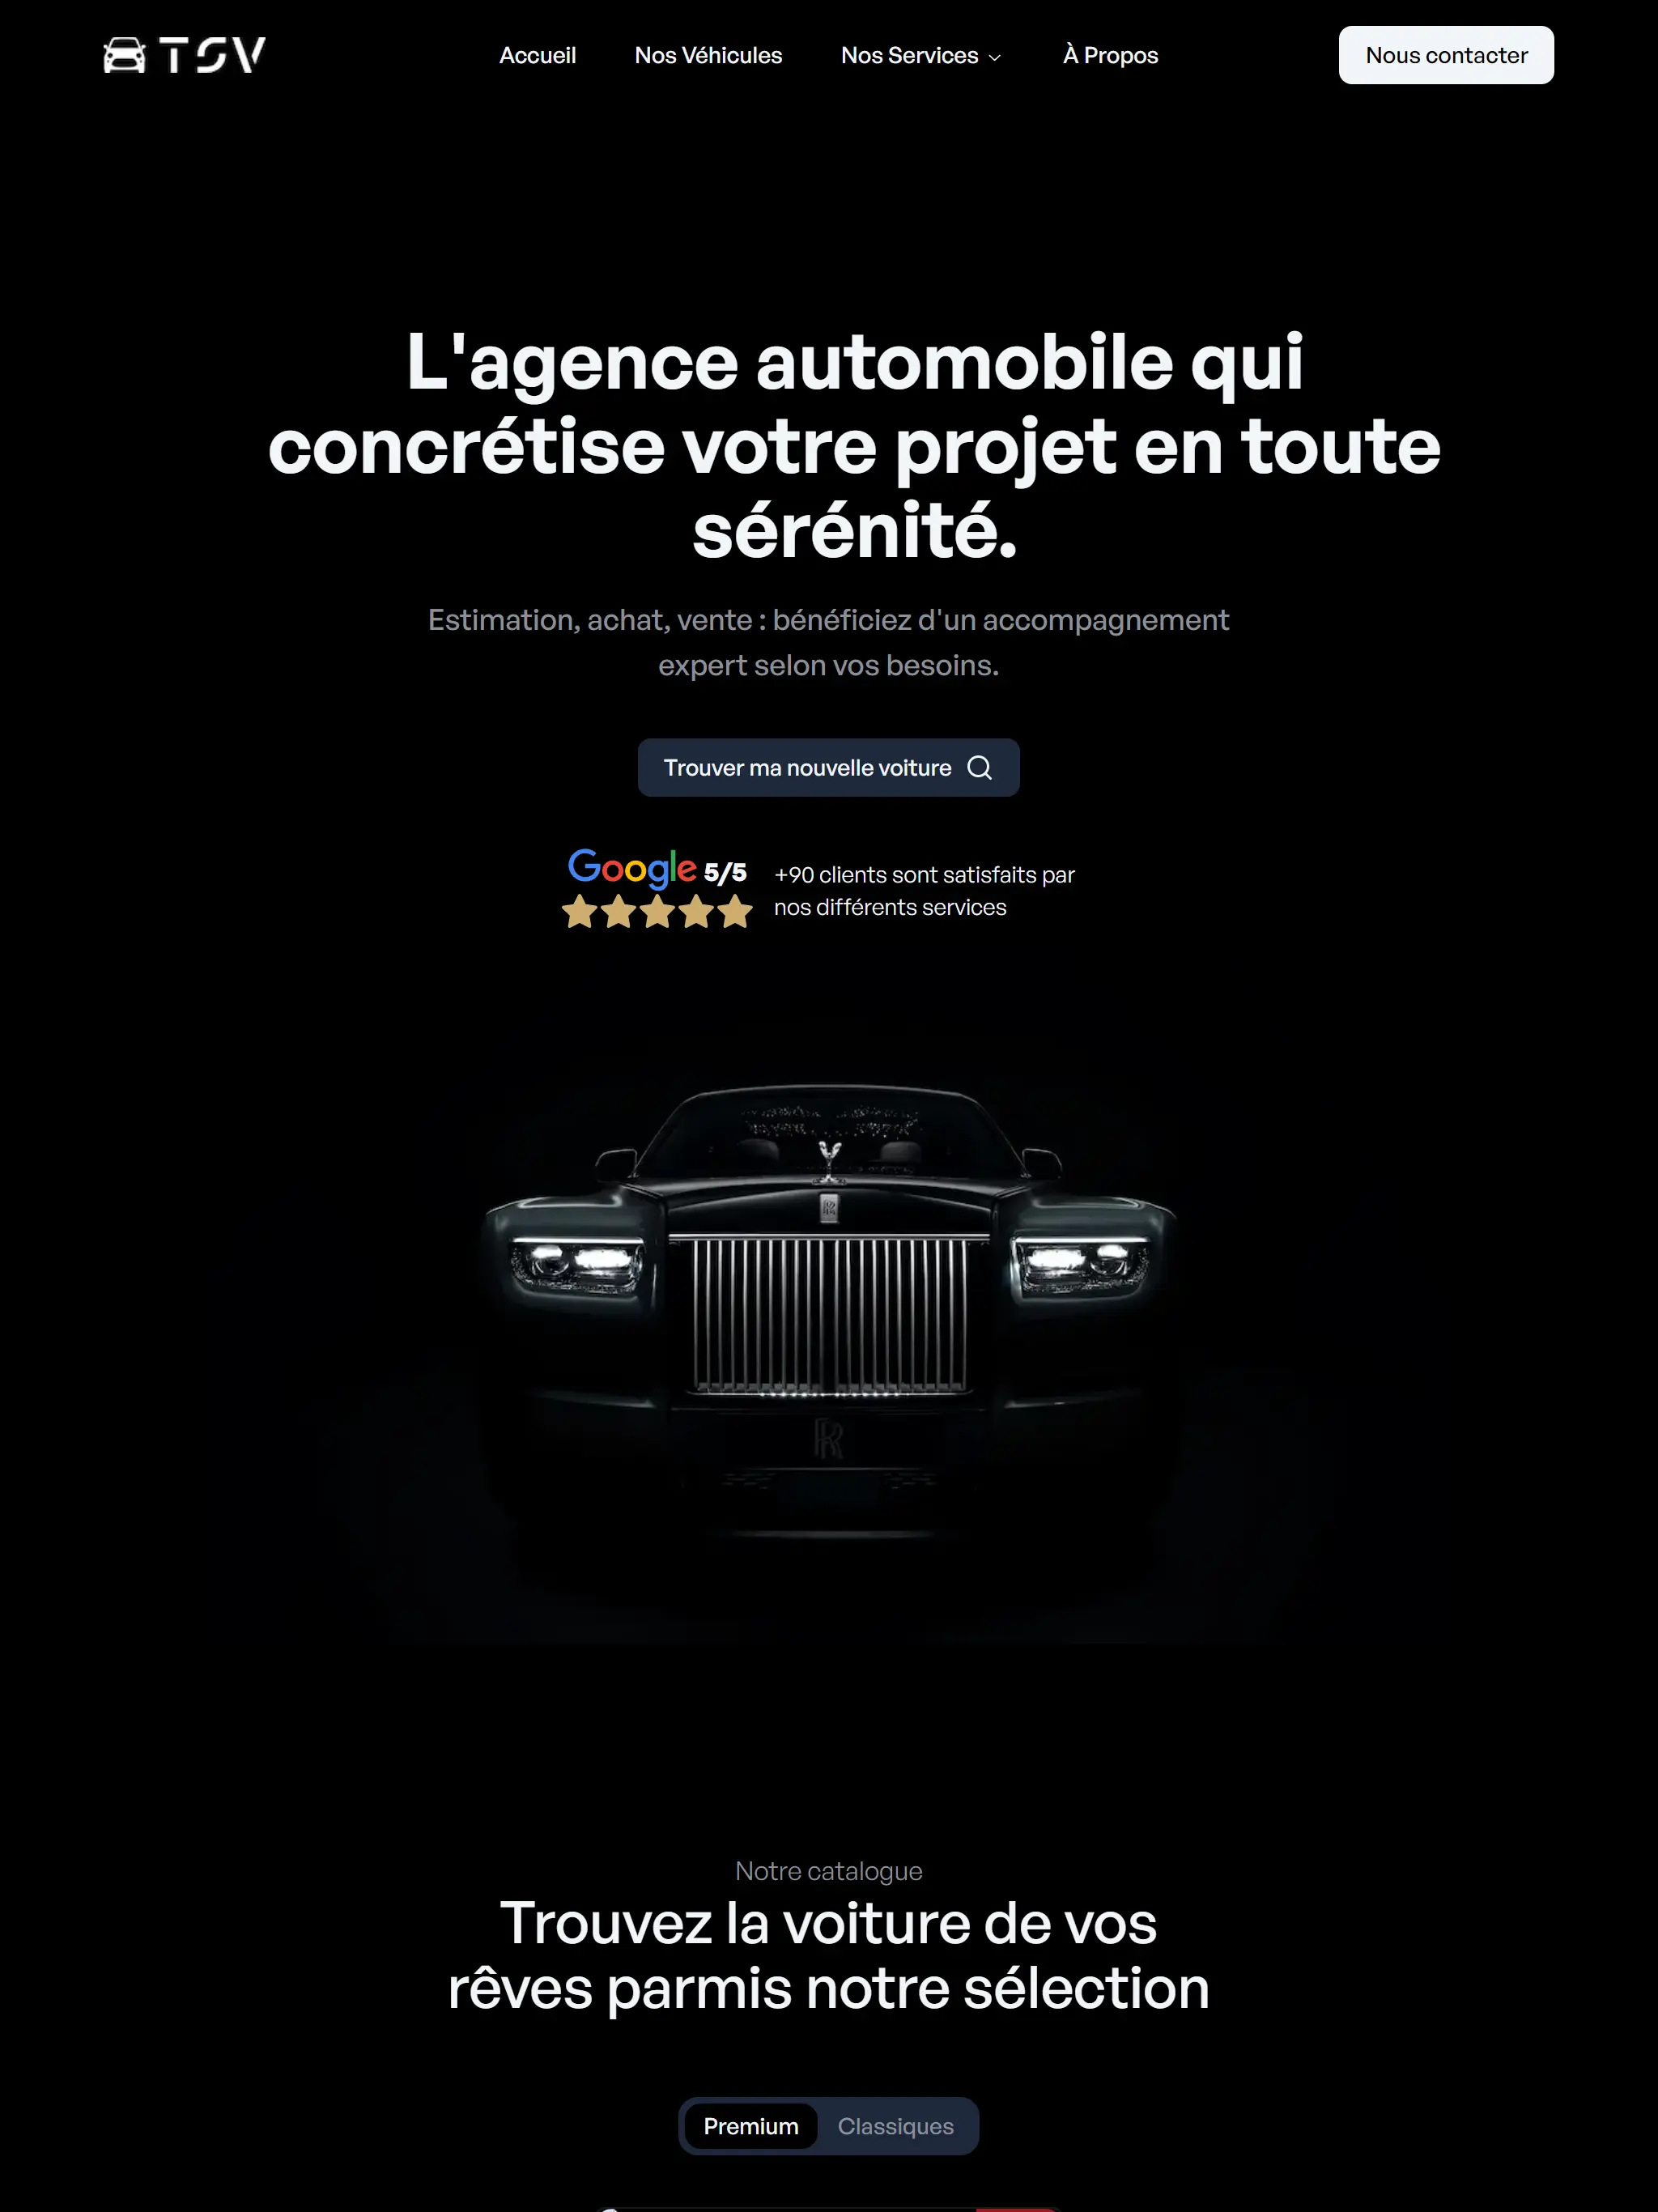 TSV
Accueil
Nos Véhicules
Nos Services
À Propos
Nous contacter
L'agence automobile qui
concrétise votre projet en toute
sérénité.
Estimation, achat, vente : bénéficiez d'un accompagnement
expert selon vos besoins.
Trouver ma nouvelle voiture
Google 5/5
+90 clients sont satisfaits par
nos différents services
RR
RR
Notre catalogue
Trouvez la voiture de vos
rêves parmis notre sélection
Premium
Classiques